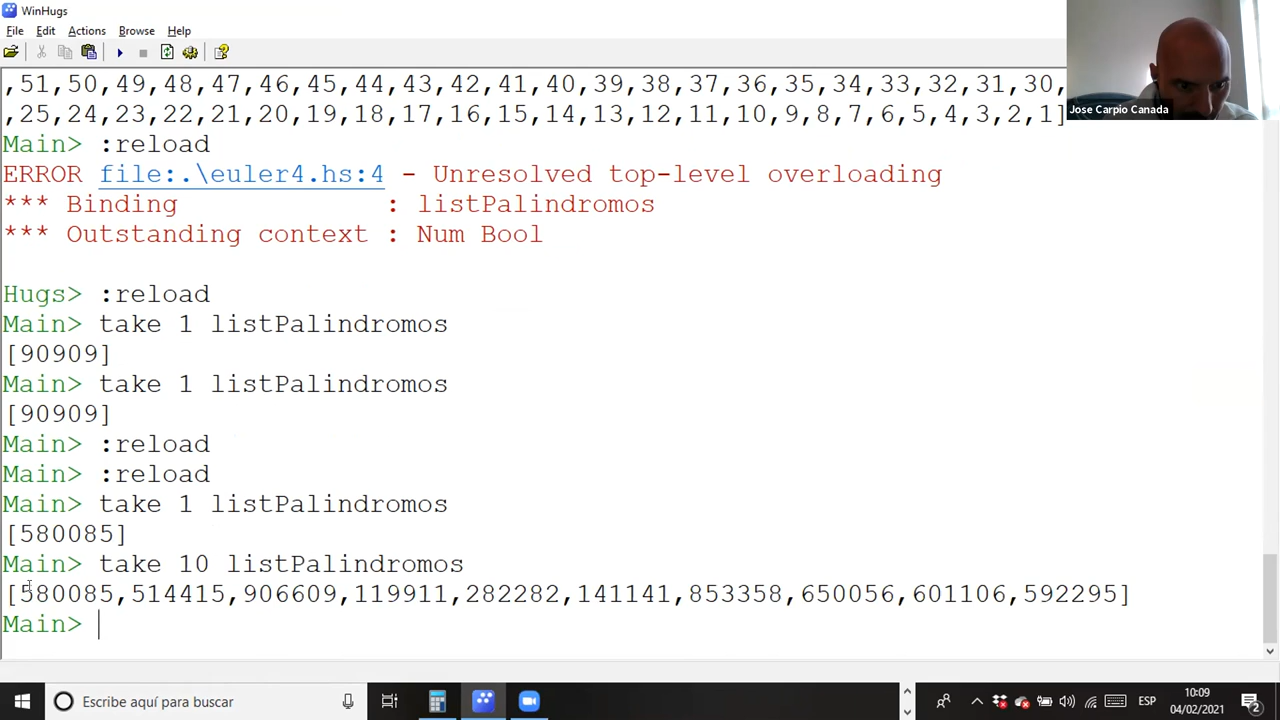 WinHugs
File Edit Actions Browse Help
,51,50,49,48,47,46,45,44,43,42,41,40,39,38,37,36,35,34,33,32,31,30,
,25,24,23,22,21,20,19,18,17,16,15,14,13,12,11,10,9,8,7,6,5,4,3,2,1]
Jose Carpio Canada
Main> :reload
ERROR file:.\euler4.hs:4 - Unresolved top-level overloading
*** Binding : listPalindromos
*** Outstanding context : Num Bool
Hugs> :reload
Main> take 1 listPalindromos
[90909]
Main> take 1 listPalindromos
[90909]
Main> :reload
Main> :reload
Main> take 1 listPalindromos
[580085]
Main> take 10 listPalindromos
[580085,514415,906609,119911,282282,141141,853358,650056,601106,592295]
Main>
Escribe aquí para buscar
ESP
10:09
04/02/2021
2